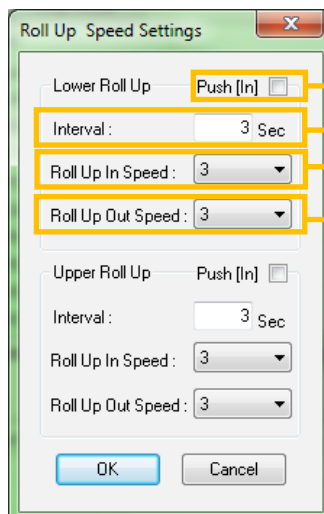 Roll Up Speed Settings
Lower Roll Up Push [In]
Interval : 3 Sec
Roll Up In Speed : 3
Roll Up Out Speed : 3
Upper Roll Up Push [In]
Interval : 3 Sec
Roll Up In Speed : 3
Roll Up Out Speed : 3
OK Cancel